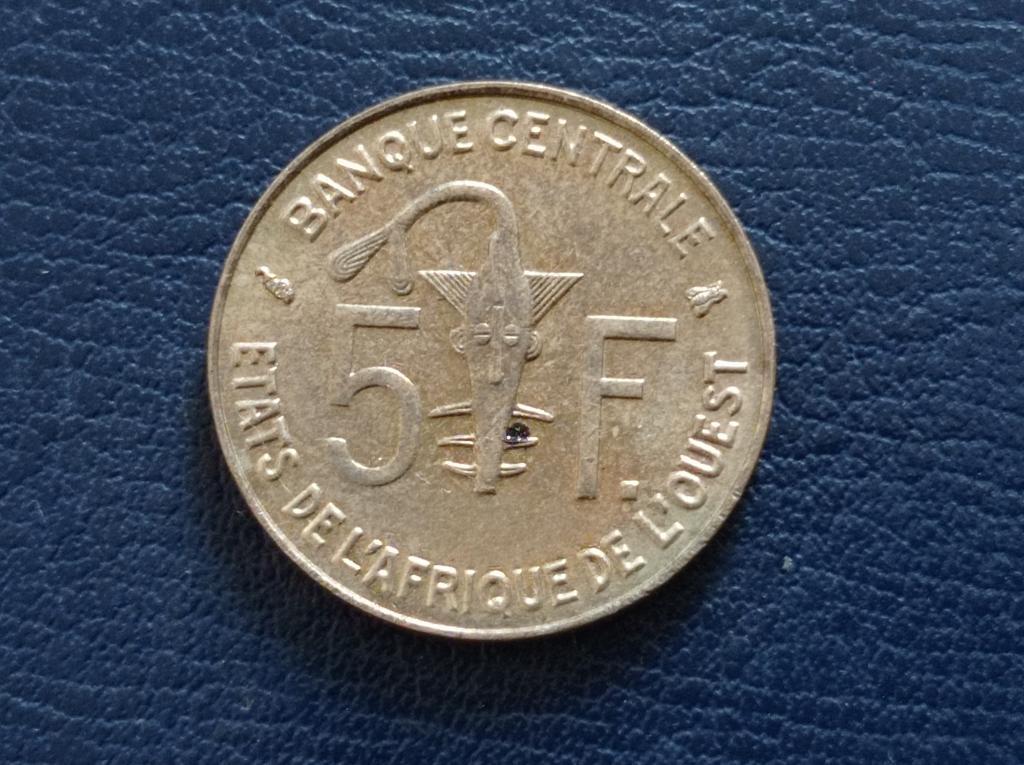 BANQUE CENTRALE
5 F.
ETATS DE L'AFRIQUE DE L'OUEST